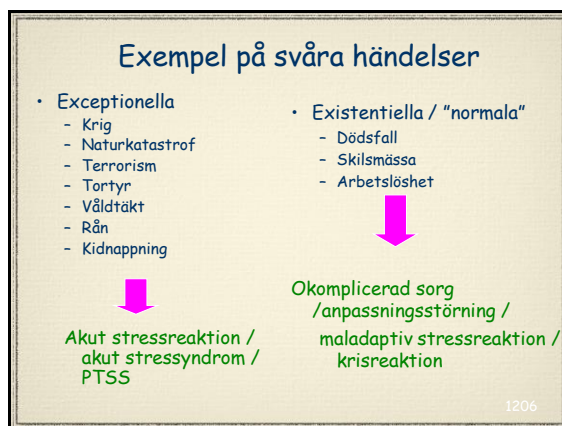 Exempel på svåra händelser
• Exceptionella
– Krig
– Naturkatastrof
– Terrorism
– Tortyr
– Våldtäkt
– Rån
– Kidnappning
Akut stressreaktion /
akut stressyndrom /
PTSS
• Existentiella / ”normala”
– Dödsfall
– Skilsmässa
– Arbetslöshet
Okomplicerad sorg
/anpassningsstörning /
maladaptiv stressreaktion /
krisreaktion
1206